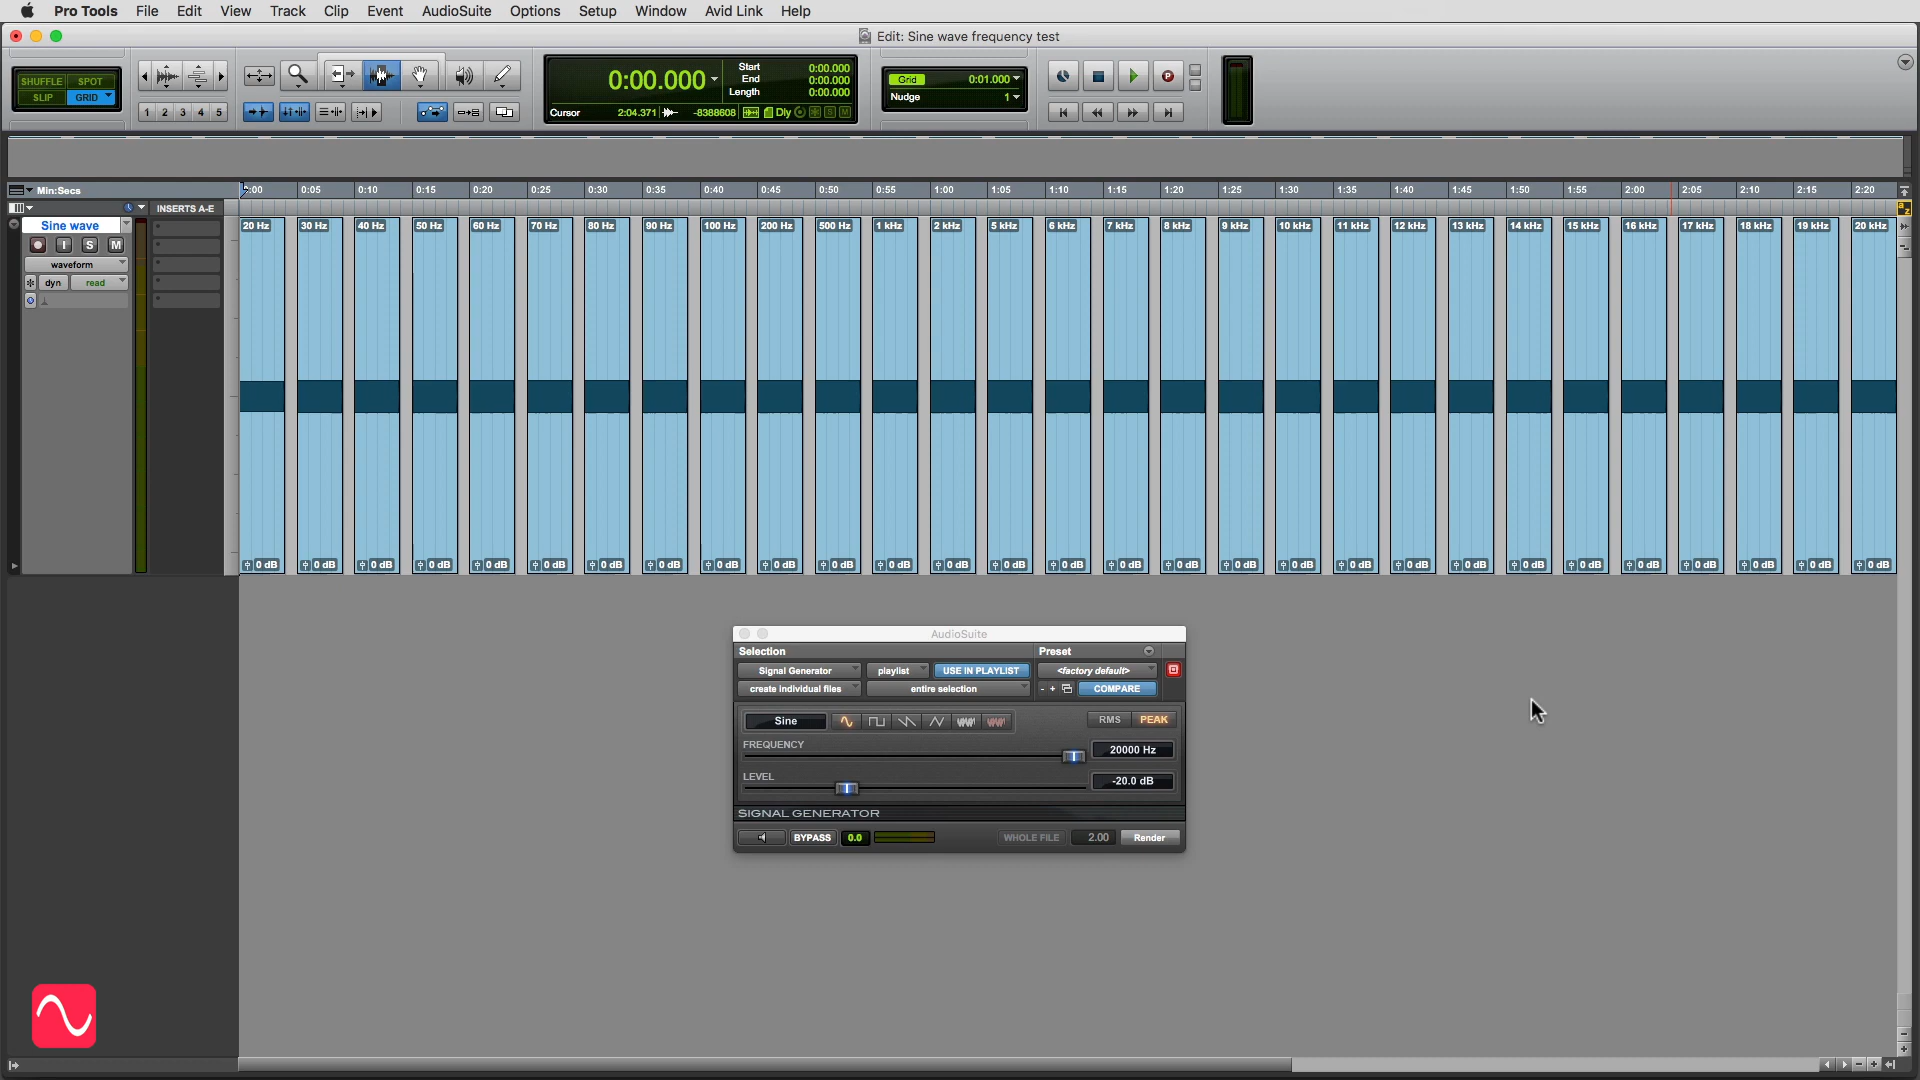 Pro Tools File Edit View Track Clip Event AudioSuite Options Setup Window Avid Link Help
Edit: Sine wave frequency test
SHUFFLE SPOT
SLIP GRID
1 2 3 4 5
0:00.000
Start 0:00.000
End 0:00.000
Length 0:00.000
Cursor 2:04.371 -8388608 Dly S M
Grid 0:01.000
Nudge 1
P
Min:Secs
0:05 0:10 0:15 0:20 0:25 0:30 0:35 0:40 0:45 0:50 0:55 1:00 1:05 1:10 1:15 1:20 1:25 1:30 1:35 1:40 1:45 1:50 1:55 2:00 2:05 2:10 2:15 2:20
INSERTS A-E
a z
Sine wave
I S M
waveform
dyn read
20 Hz 30 Hz 40 Hz 50 Hz 60 Hz 70 Hz 80 Hz 90 Hz 100 Hz 200 Hz 500 Hz 1 kHz 2 kHz 5 kHz 6 kHz 7 kHz 8 kHz 9 kHz 10 kHz 11 kHz 12 kHz 13 kHz 14 kHz 15 kHz 16 kHz 17 kHz 18 kHz 19 kHz 20 kHz
0 dB 0 dB 0 dB 0 dB 0 dB 0 dB 0 dB 0 dB 0 dB 0 dB 0 dB 0 dB 0 dB 0 dB 0 dB 0 dB 0 dB 0 dB 0 dB 0 dB 0 dB 0 dB 0 dB 0 dB 0 dB 0 dB 0 dB 0 dB 0 dB
AudioSuite
Selection Preset
Signal Generator playlist USE IN PLAYLIST <factory default>
create individual files entire selection - + COMPARE
Sine RMS PEAK
FREQUENCY 20000 Hz
LEVEL -20.0 dB
SIGNAL GENERATOR
BYPASS 0.0 WHOLE FILE 2.00 Render